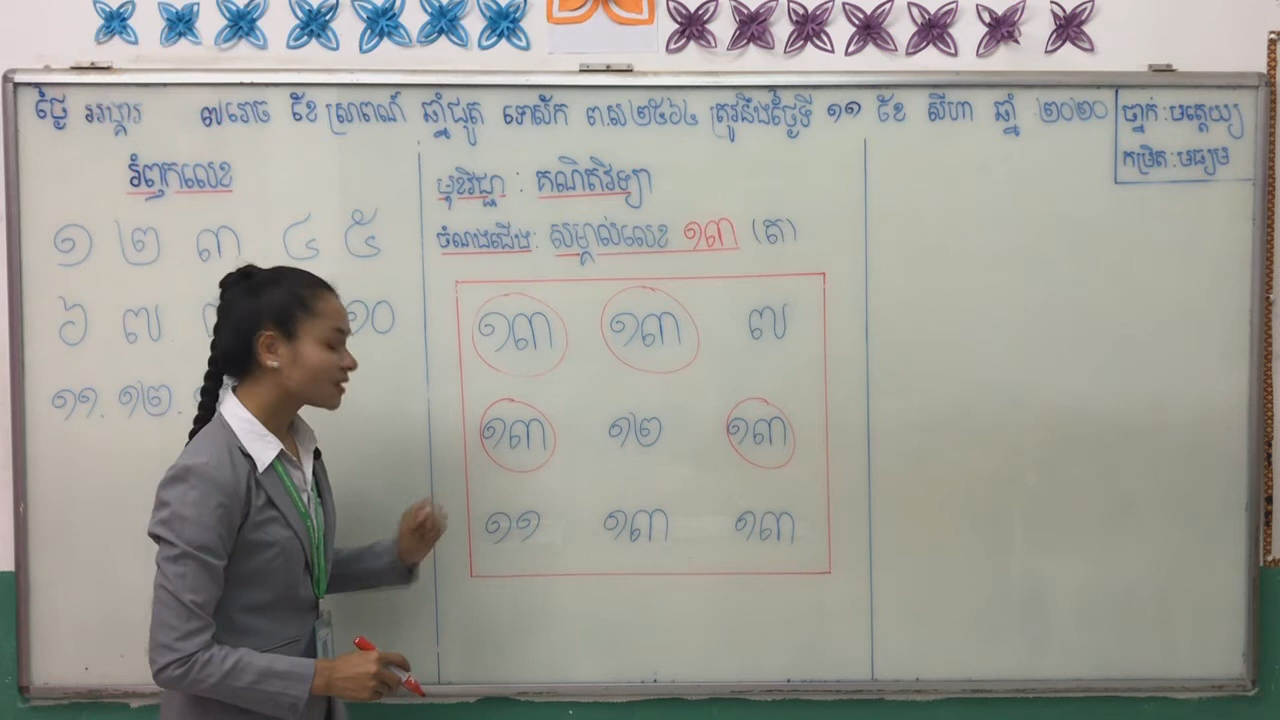 ថ្ងៃ អង្គារ ៧រោច ខែ ស្រាពណ៍ ឆ្នាំជូត ទោស័ក ព.ស ២៥៦៤ ត្រូវនឹងថ្ងៃទី ១១ ខែ សីហា ឆ្នាំ ២០២០
ថ្នាក់ : មត្តេយ្យ
កម្រិត : មធ្យម
រំឭកលេខ
១ ២ ៣ ៤ ៥
៦ ៧ ១០
១១. ១២.
មុខវិជ្ជា : គណិតវិទ្យា
ចំណងជើង: សម្គាល់លេខ ១៣ (ត)
១៣ ១៣ ៧
១៣ ១២ ១៣
១១ ១៣ ១៣